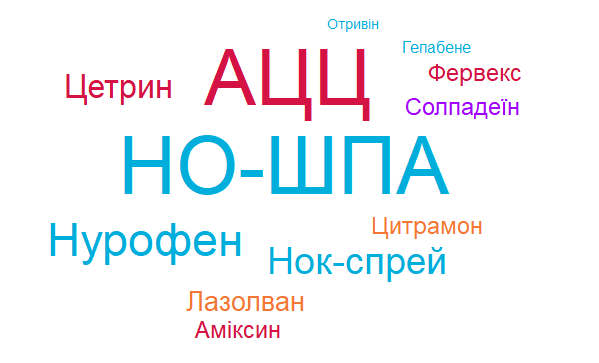 Отривін
Гепабене
АЦЦ
Фервекс
Цетрин
Солпадеїн
НО-ШПА
Цитрамон
Нурофен
Нок-спрей
Лазолван
Аміксин